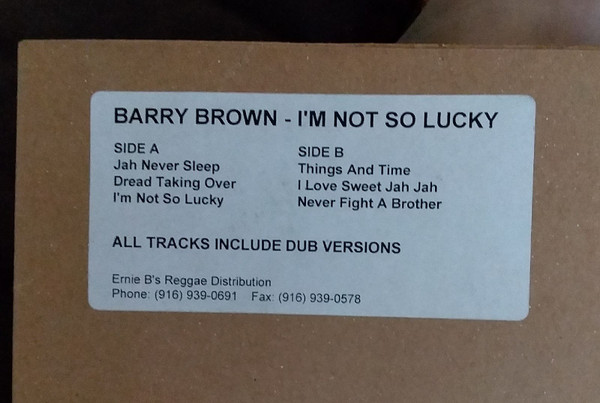 BARRY BROWN - I'M NOT SO LUCKY
SIDE A
Jah Never Sleep
Dread Taking Over
I'm Not So Lucky
SIDE B
Things And Time
I Love Sweet Jah Jah
Never Fight A Brother
ALL TRACKS INCLUDE DUB VERSIONS
Ernie B's Reggae Distribution
Phone: (916) 939-0691 Fax: (916) 939-0578